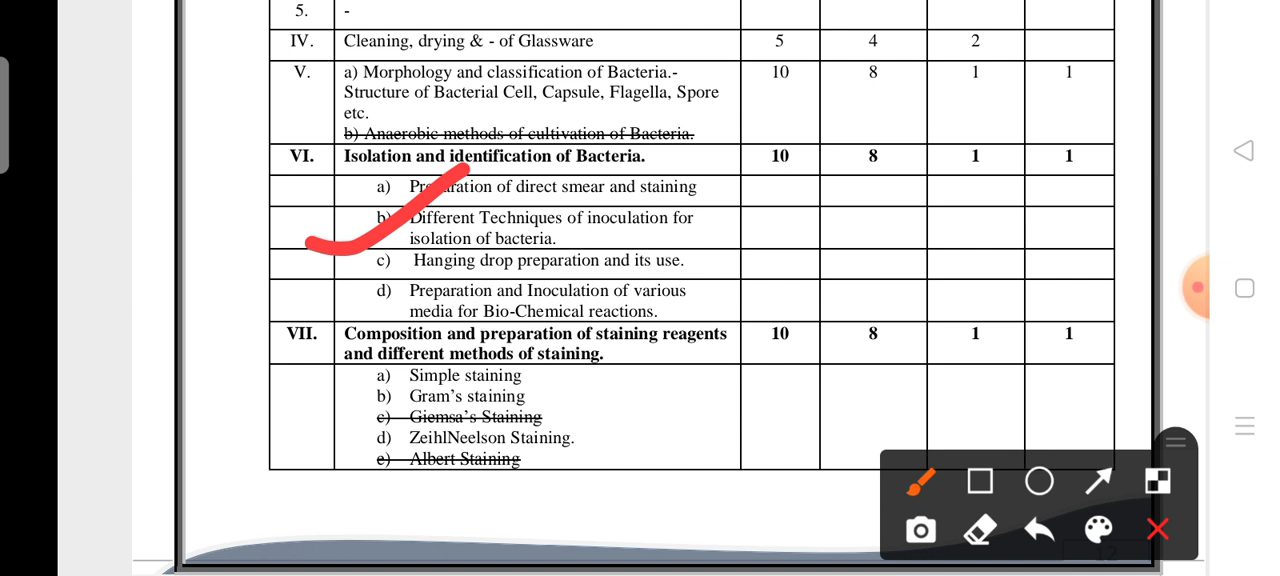 5. -
IV. Cleaning, drying & - of Glassware 5 4 2
V. a) Morphology and classification of Bacteria.- 10 8 1 1
Structure of Bacterial Cell, Capsule, Flagella, Spore
etc.
b) Anaerobic methods of cultivation of Bacteria.
VI. Isolation and identification of Bacteria. 10 8 1 1
a) Preparation of direct smear and staining
b) Different Techniques of inoculation for
isolation of bacteria.
c) Hanging drop preparation and its use.
d) Preparation and Inoculation of various
media for Bio-Chemical reactions.
VII. Composition and preparation of staining reagents 10 8 1 1
and different methods of staining.
a) Simple staining
b) Gram's staining
c) Giemsa's Staining
d) ZeihlNeelson Staining.
e) Albert Staining
12